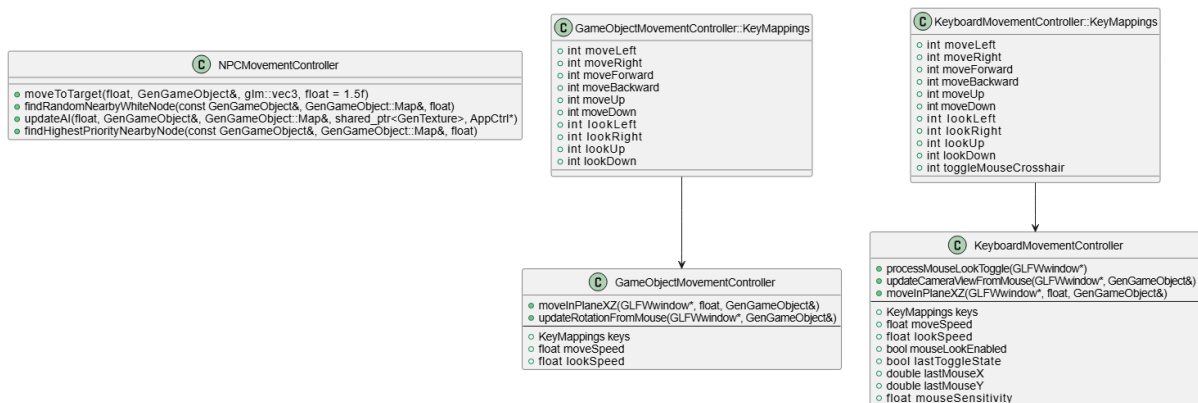 C NPCMovementController
moveToTarget(float, GenGameObject&, glm::vec3, float = 1.5f)
findRandomNearbyWhiteNode(const GenGameObject&, GenGameObject::Map&, float)
updateAI(float, GenGameObject&, GenGameObject::Map&, shared_ptr<GenTexture>, AppCtrl*)
findHighestPriorityNearbyNode(const GenGameObject&, GenGameObject::Map&, float)
C GameObjectMovementController::KeyMappings
int moveLeft
int moveRight
int moveForward
int moveBackward
int moveUp
int moveDown
int lookLeft
int lookRight
int lookUp
int lookDown
C KeyboardMovementController::KeyMappings
int moveLeft
int moveRight
int moveForward
int moveBackward
int moveUp
int moveDown
int lookLeft
int lookRight
int lookUp
int lookDown
int toggleMouseCrosshair
C GameObjectMovementController
moveInPlaneXZ(GLFWwindow*, float, GenGameObject&)
updateRotationFromMouse(GLFWwindow*, GenGameObject&)
KeyMappings keys
float moveSpeed
float lookSpeed
C KeyboardMovementController
processMouseLookToggle(GLFWwindow*)
updateCameraViewFromMouse(GLFWwindow*, GenGameObject&)
moveInPlaneXZ(GLFWwindow*, float, GenGameObject&)
KeyMappings keys
float moveSpeed
float lookSpeed
bool mouseLookEnabled
bool lastToggleState
double lastMouseX
double lastMouseY
float mouseSensitivity